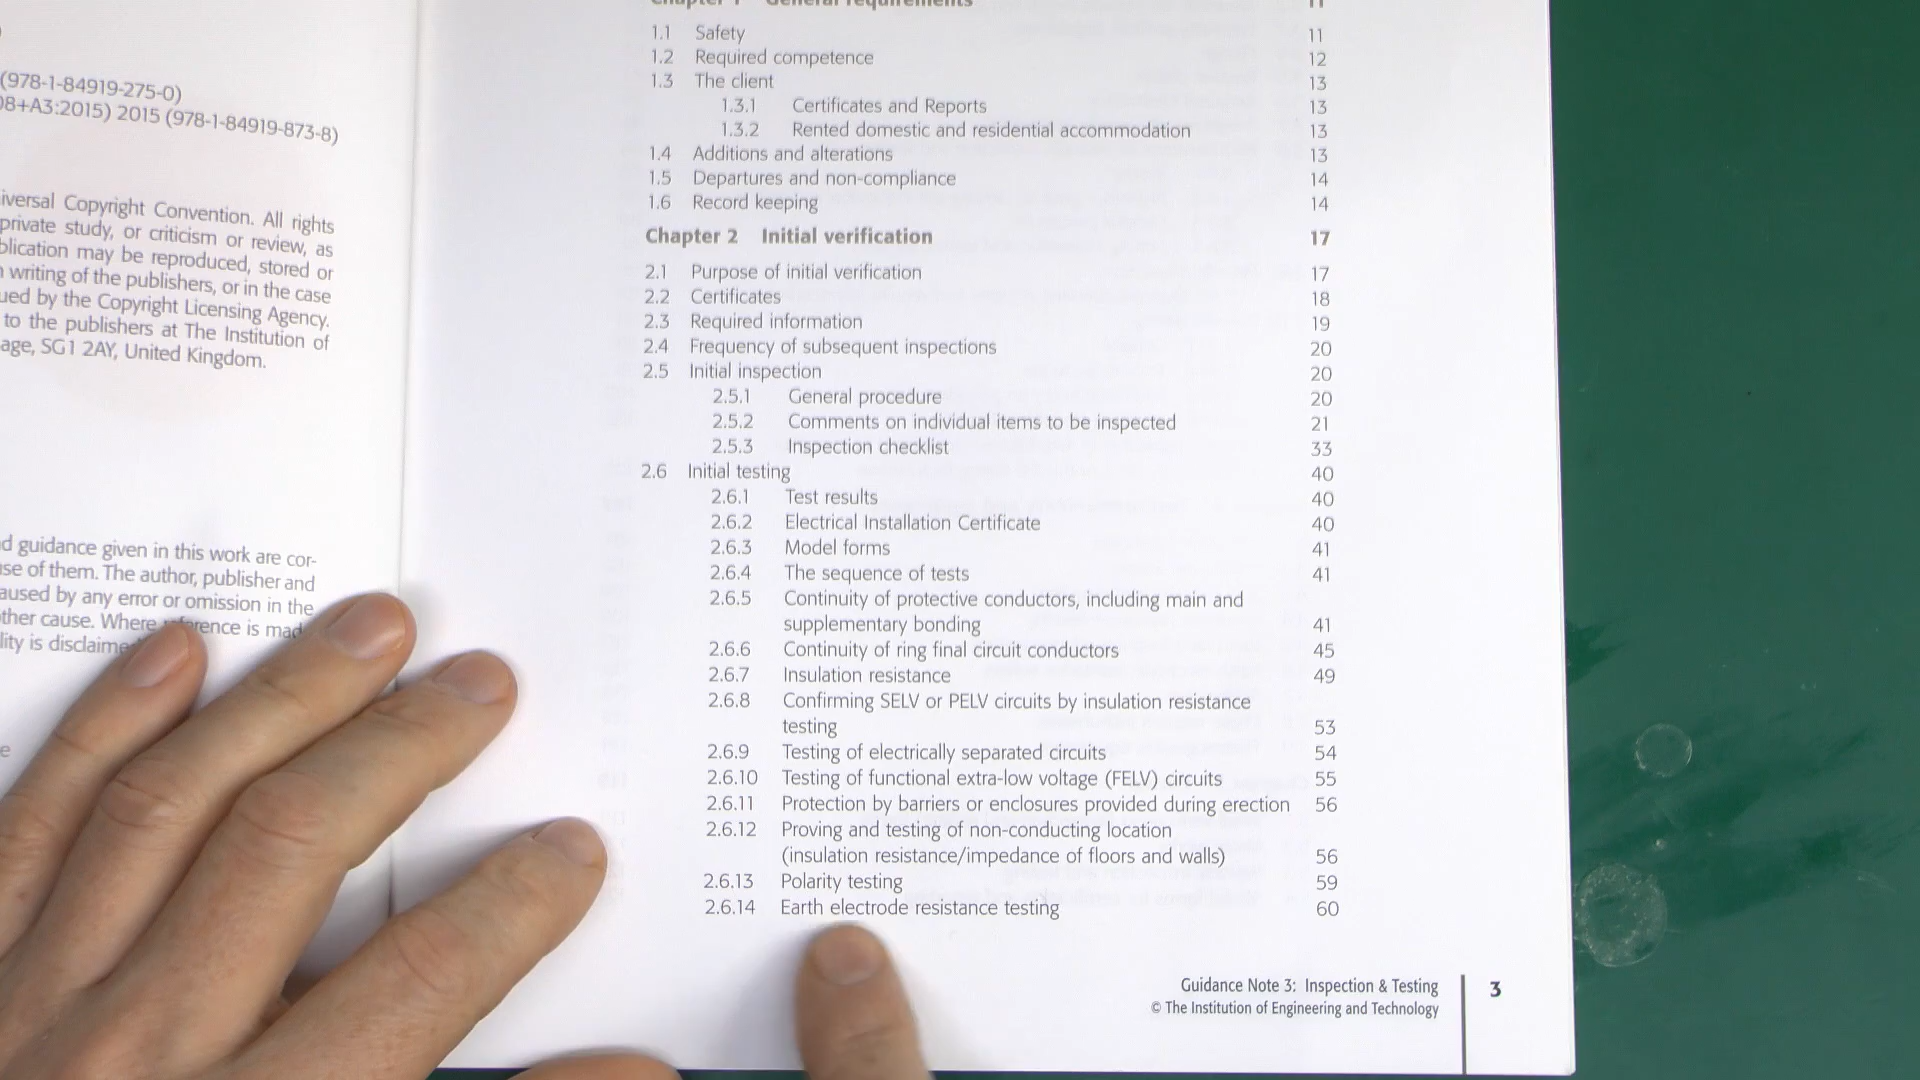 (978-1-84919-275-0)
08+A3:2015) 2015 (978-1-84919-873-8)
iversal Copyright Convention. All rights
private study, or criticism or review, as
blication may be reproduced, stored or
writing of the publishers, or in the case
ued by the Copyright Licensing Agency.
to the publishers at The Institution of
age, SG1 2AY, United Kingdom.
d guidance given in this work are cor-
se of them. The author, publisher and
aused by any error or omission in the
ther cause. Where is mad
lity is disclaime
e
Chapter 1 General requirements 11
1.1 Safety 11
1.2 Required competence 12
1.3 The client 13
1.3.1 Certificates and Reports 13
1.3.2 Rented domestic and residential accommodation 13
1.4 Additions and alterations 13
1.5 Departures and non-compliance 14
1.6 Record keeping 14
Chapter 2 Initial verification 17
2.1 Purpose of initial verification 17
2.2 Certificates 18
2.3 Required information 19
2.4 Frequency of subsequent inspections 20
2.5 Initial inspection 20
2.5.1 General procedure 20
2.5.2 Comments on individual items to be inspected 21
2.5.3 Inspection checklist 33
2.6 Initial testing 40
2.6.1 Test results 40
2.6.2 Electrical Installation Certificate 40
2.6.3 Model forms 41
2.6.4 The sequence of tests 41
2.6.5 Continuity of protective conductors, including main and
supplementary bonding 41
2.6.6 Continuity of ring final circuit conductors 45
2.6.7 Insulation resistance 49
2.6.8 Confirming SELV or PELV circuits by insulation resistance
testing 53
2.6.9 Testing of electrically separated circuits 54
2.6.10 Testing of functional extra-low voltage (FELV) circuits 55
2.6.11 Protection by barriers or enclosures provided during erection 56
2.6.12 Proving and testing of non-conducting location
(insulation resistance/impedance of floors and walls) 56
2.6.13 Polarity testing 59
2.6.14 Earth electrode resistance testing 60
Guidance Note 3: Inspection & Testing
© The Institution of Engineering and Technology
3